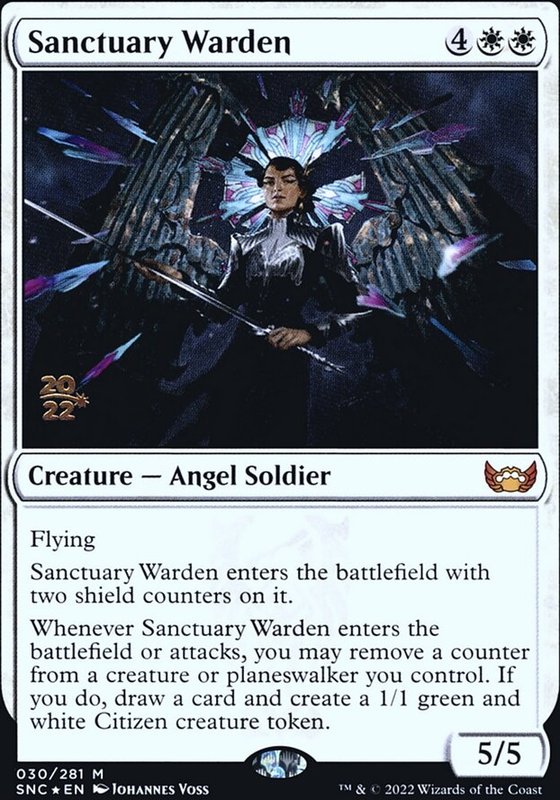 Sanctuary Warden 4
20
22
Creature — Angel Soldier
Flying
Sanctuary Warden enters the battlefield with
two shield counters on it.
Whenever Sanctuary Warden enters the
battlefield or attacks, you may remove a counter
from a creature or planeswalker you control. If
you do, draw a card and create a 1/1 green and
white Citizen creature token.
5/5
030/281 M
SNC★EN Johannes Voss
™ & © 2022 Wizards of the Coast